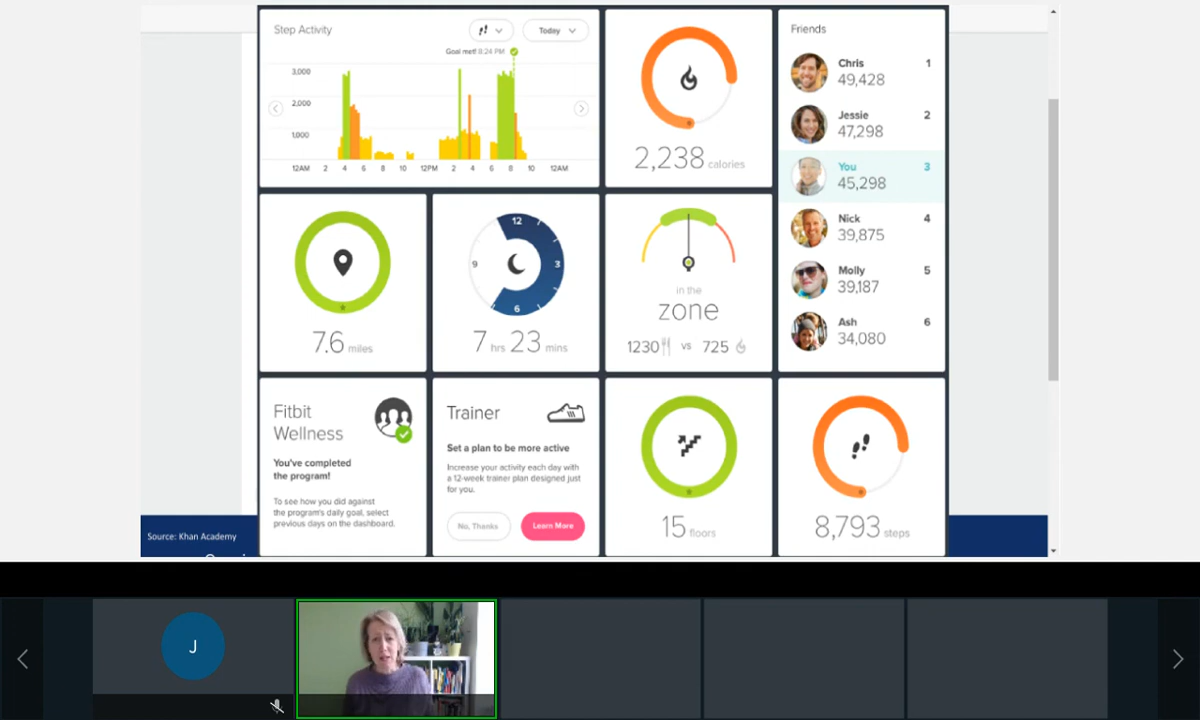 Step Activity
Today
Goal met! 8:24 PM
3,000
2,000
1,000
12AM 2 4 6 8 10 12PM 2 4 6 8 10 12AM
2,238 calories
Friends
Chris 1
49,428
Jessie 2
47,298
You 3
45,298
Nick 4
39,875
Molly 5
39,187
Ash 6
34,080
7.6 miles
12
9 3
6
7 hrs 23 mins
in the
zone
1230 vs 725
Fitbit
Wellness
You've completed
the program!
To see how you did against
the program's daily goal, select
previous days on the dashboard.
Trainer
Set a plan to be more active
Increase your activity each day with
a 12-week trainer plan designed just
for you.
No, Thanks
Learn More
15 floors
8,793 steps
Source: Khan Academy
J